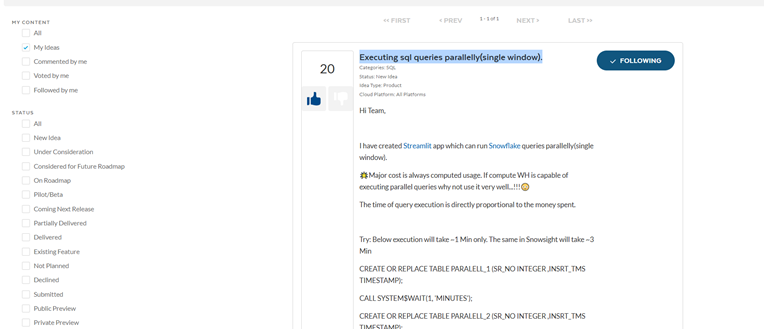 MY CONTENT
All
My Ideas
Commented by me
Voted by me
Followed by me
STATUS
All
New Idea
Under Consideration
Considered for Future Roadmap
On Roadmap
Pilot/Beta
Coming Next Release
Partially Delivered
Delivered
Existing Feature
Not Planned
Declined
Submitted
Public Preview
Private Preview
<< FIRST < PREV 1 - 1 of 1 NEXT > LAST >>
20
Executing sql queries parallelly(single window).
FOLLOWING
Categories: SQL
Status: New Idea
Idea Type: Product
Cloud Platform: All Platforms
Hi Team,
I have created Streamlit app which can run Snowflake queries parallelly(single
window).
Major cost is always computed usage. If compute WH is capable of
executing parallel queries why not use it very well...!!!
The time of query execution is directly proportional to the money spent.
Try: Below execution will take ~1 Min only. The same in Snowsight will take ~3
Min
CREATE OR REPLACE TABLE PARALELL_1 (SR_NO INTEGER ,INSRT_TMS
TIMESTAMP);
CALL SYSTEM$WAIT(1, 'MINUTES');
CREATE OR REPLACE TABLE PARALELL_2 (SR_NO INTEGER ,INSRT_TMS
TIMESTAMP);